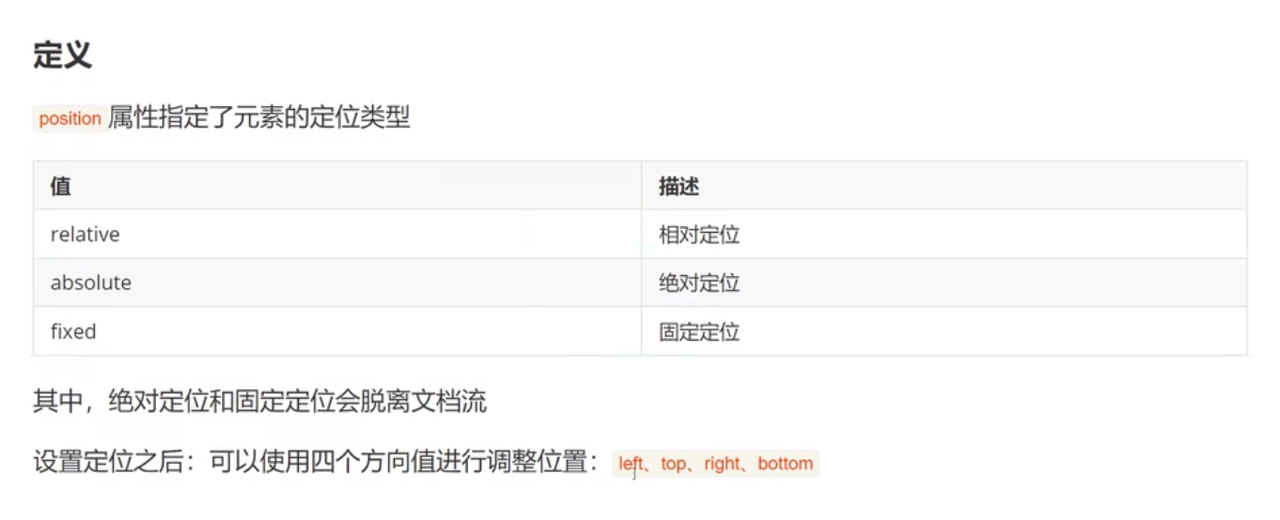 定义
position属性指定了元素的定位类型
值 描述
relative 相对定位
absolute 绝对定位
fixed 固定定位
其中，绝对定位和固定定位会脱离文档流
设置定位之后：可以使用四个方向值进行调整位置：left、top、right、bottom